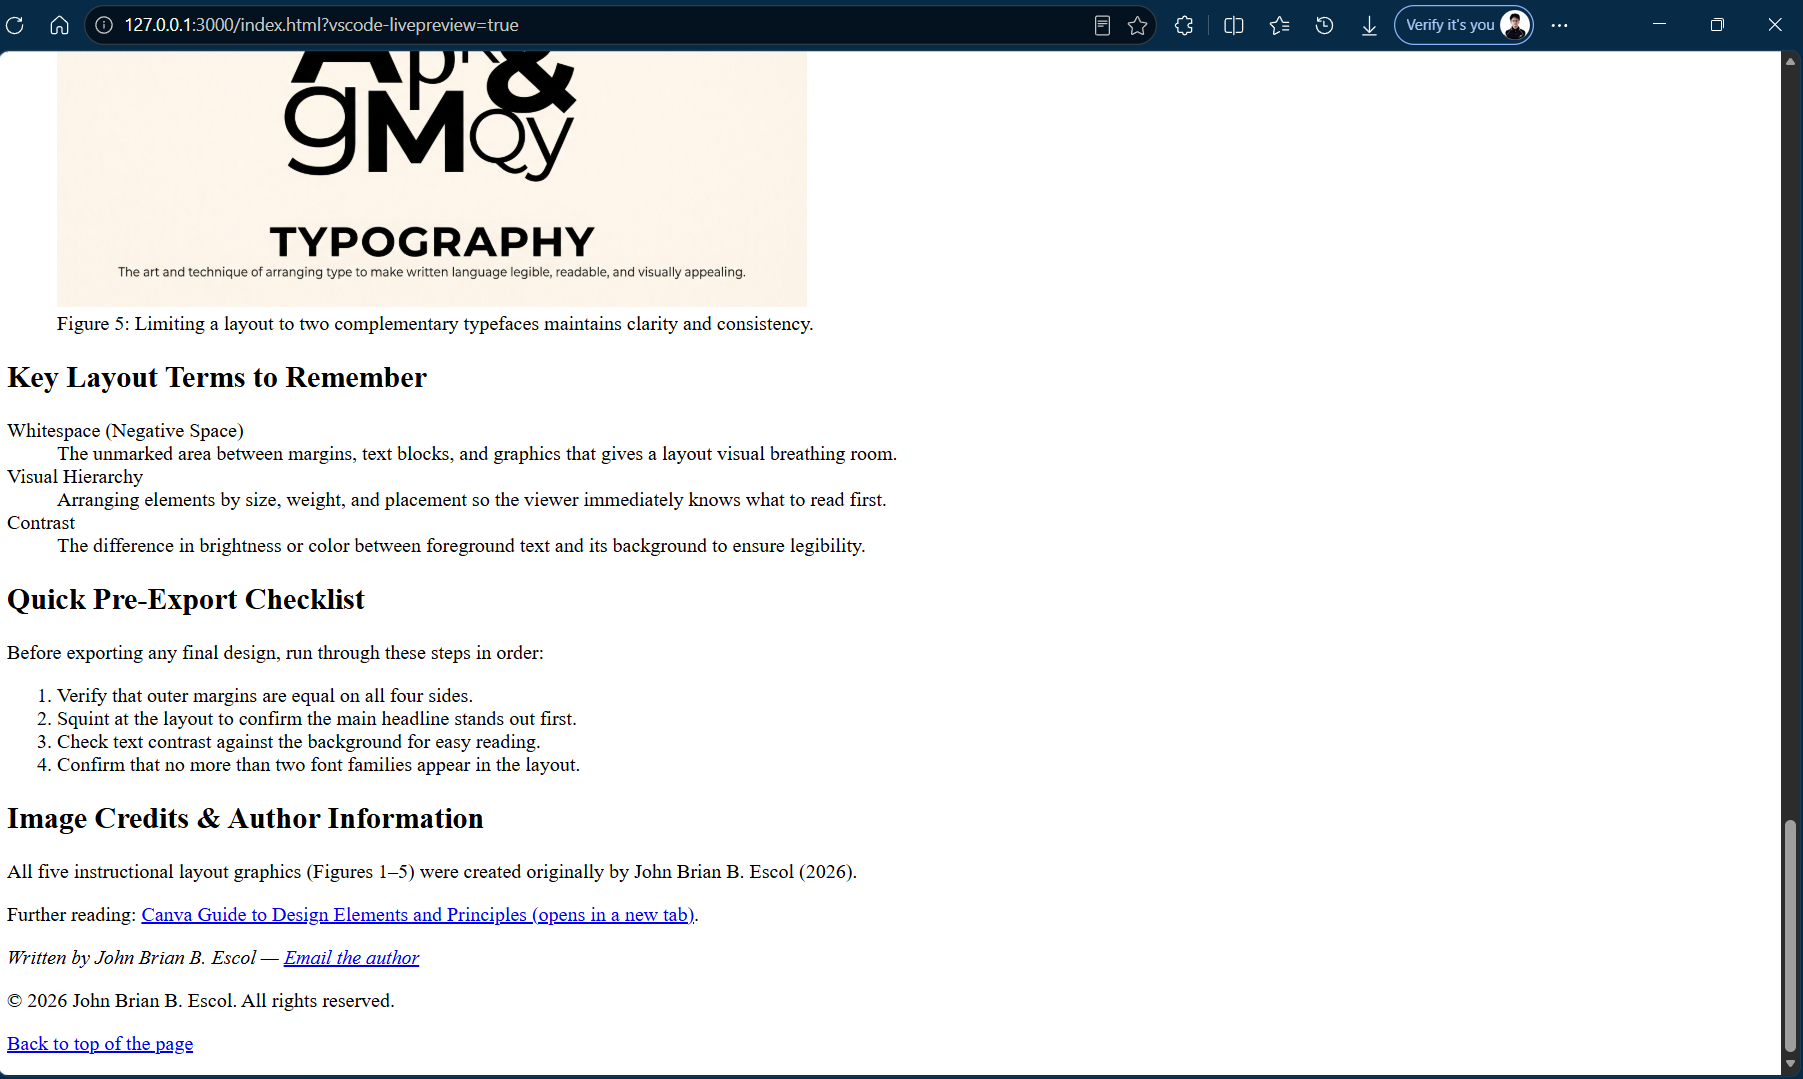 127.0.0.1:3000/index.html?vscode-livepreview=true
Verify it's you
&
gMQy
TYPOGRAPHY
The art and technique of arranging type to make written language legible, readable, and visually appealing.
Figure 5: Limiting a layout to two complementary typefaces maintains clarity and consistency.
Key Layout Terms to Remember
Whitespace (Negative Space)
The unmarked area between margins, text blocks, and graphics that gives a layout visual breathing room.
Visual Hierarchy
Arranging elements by size, weight, and placement so the viewer immediately knows what to read first.
Contrast
The difference in brightness or color between foreground text and its background to ensure legibility.
Quick Pre-Export Checklist
Before exporting any final design, run through these steps in order:
1. Verify that outer margins are equal on all four sides.
2. Squint at the layout to confirm the main headline stands out first.
3. Check text contrast against the background for easy reading.
4. Confirm that no more than two font families appear in the layout.
Image Credits & Author Information
All five instructional layout graphics (Figures 1–5) were created originally by John Brian B. Escol (2026).
Further reading: Canva Guide to Design Elements and Principles (opens in a new tab).
Written by John Brian B. Escol — Email the author
© 2026 John Brian B. Escol. All rights reserved.
Back to top of the page